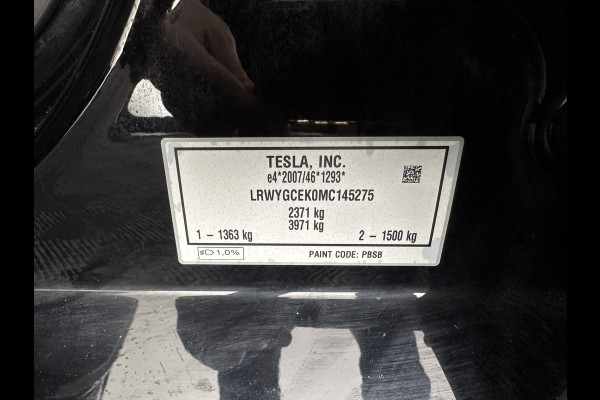 TESLA, INC.
e4*2007/46*1293*
LRWYGCEK0MC145275
2371 kg
3971 kg
1 – 1363 kg 2 – 1500 kg
1,0% PAINT CODE: PBSB